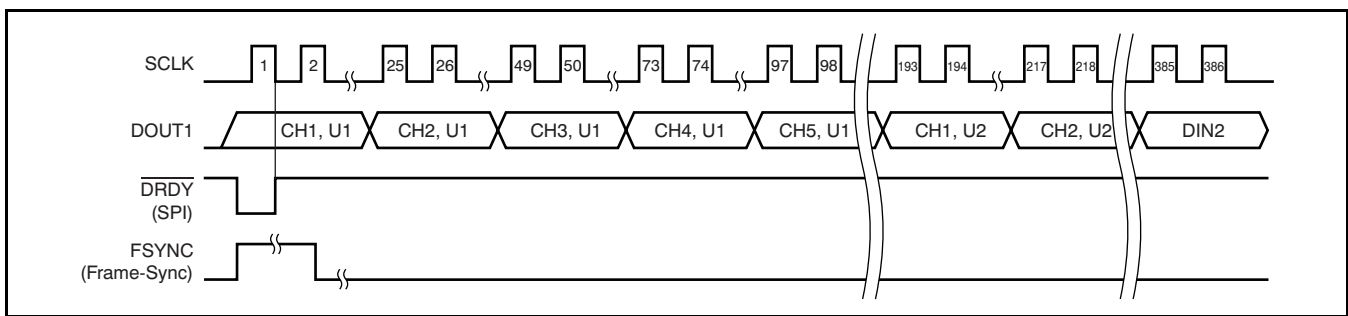 SCLK
1 2 25 26 49 50 73 74 97 98 193 194 217 218 385 386
DOUT1
CH1, U1 CH2, U1 CH3, U1 CH4, U1 CH5, U1 CH1, U2 CH2, U2 DIN2
DRDY
(SPI)
FSYNC
(Frame-Sync)